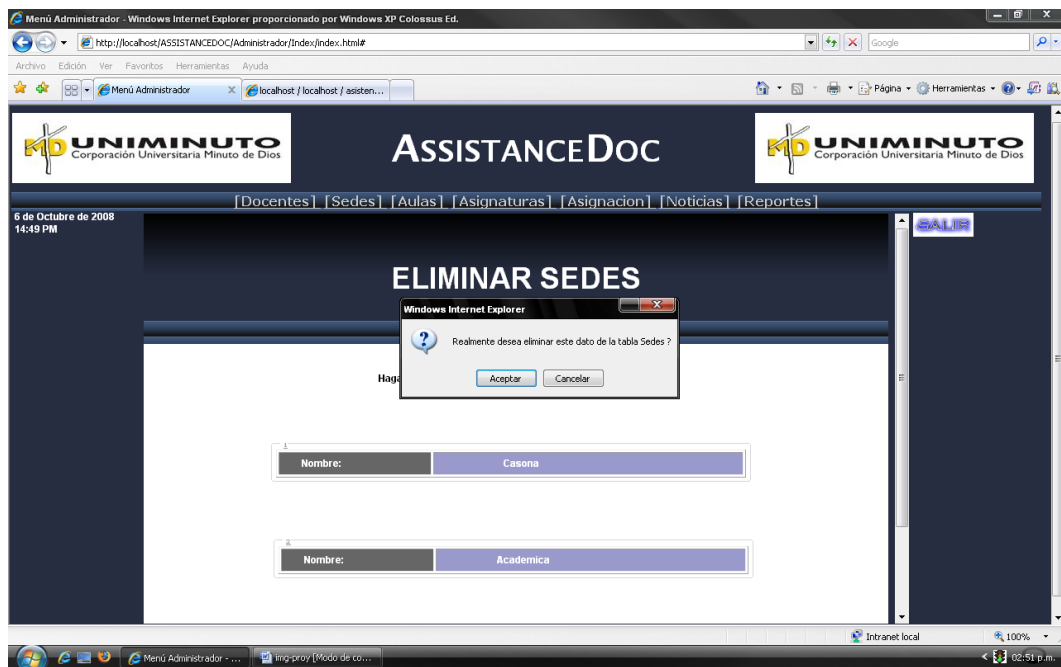 Menú Administrador - Windows Internet Explorer proporcionado por Windows XP Colossus Ed.
http://localhost/ASSISTANCEDOC/Administrador/Index/index.html#
Google
Archivo Edición Ver Favoritos Herramientas Ayuda
Menú Administrador
localhost / localhost / asisten...
Página
Herramientas
UNIMINUTO
Corporación Universitaria Minuto de Dios
ASSISTANCEDOC
UNIMINUTO
Corporación Universitaria Minuto de Dios
[Docentes] [Sedes] [Aulas] [Asignaturas] [Asignacion] [Noticias] [Reportes]
6 de Octubre de 2008
14:49 PM
SALIR
ELIMINAR SEDES
Windows Internet Explorer
Realmente desea eliminar este dato de la tabla Sedes ?
Aceptar Cancelar
Haga
1
Nombre: Casona
2
Nombre: Academica
Intranet local
100%
Menú Administrador - ...
img-proy [Modo de co...
02:51 p.m.